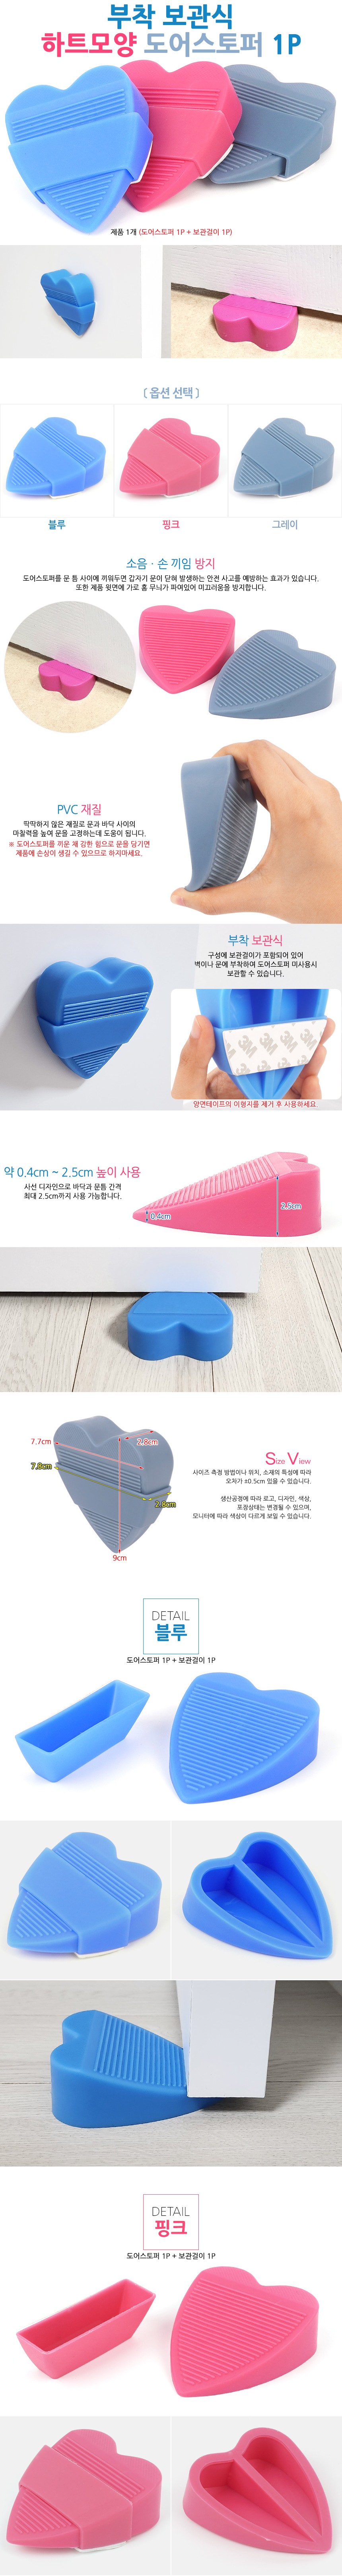 부착 보관식
하트모양 도어스토퍼 1P
제품 1개 (도어스토퍼 1P + 보관걸이 1P)
〔 옵션 선택 〕
블루
핑크
그레이
소음 · 손 끼임 방지
도어스토퍼를 문 틈 사이에 끼워두면 갑자기 문이 닫혀 발생하는 안전 사고를 예방하는 효과가 있습니다.
또한 제품 윗면에 가로 홈 무늬가 파여있어 미끄러움을 방지합니다.
PVC 재질
딱딱하지 않은 재질로 문과 바닥 사이의
마찰력을 높여 문을 고정하는데 도움이 됩니다.
※ 도어스토퍼를 끼운 채 강한 힘으로 문을 당기면
제품에 손상이 생길 수 있으므로 하지마세요.
부착 보관식
구성에 보관걸이가 포함되어 있어
벽이나 문에 부착하여 도어스토퍼 미사용시
보관할 수 있습니다.
3M
양면테이프의 이형지를 제거 후 사용하세요
약 0.4cm ~ 2.5cm 높이 사용
사선 디자인으로 바닥과 문틈 간격
최대 2.5cm까지 사용 가능합니다.
0.4cm
2.5cm
7.7cm
2.8cm
7.8cm
2.8cm
9cm
Size View
사이즈 측정 방법이나 위치, 소재의 특성에 따라
오차가 ±0.5cm 있을 수 있습니다.
생산공정에 따라 로고, 디자인, 색상,
포장상태는 변경될 수 있으며,
모니터에 따라 색상이 다르게 보일 수 있습니다.
DETAIL
블루
도어스토퍼 1P + 보관걸이 1P
DETAIL
핑크
도어스토퍼 1P + 보관걸이 1P